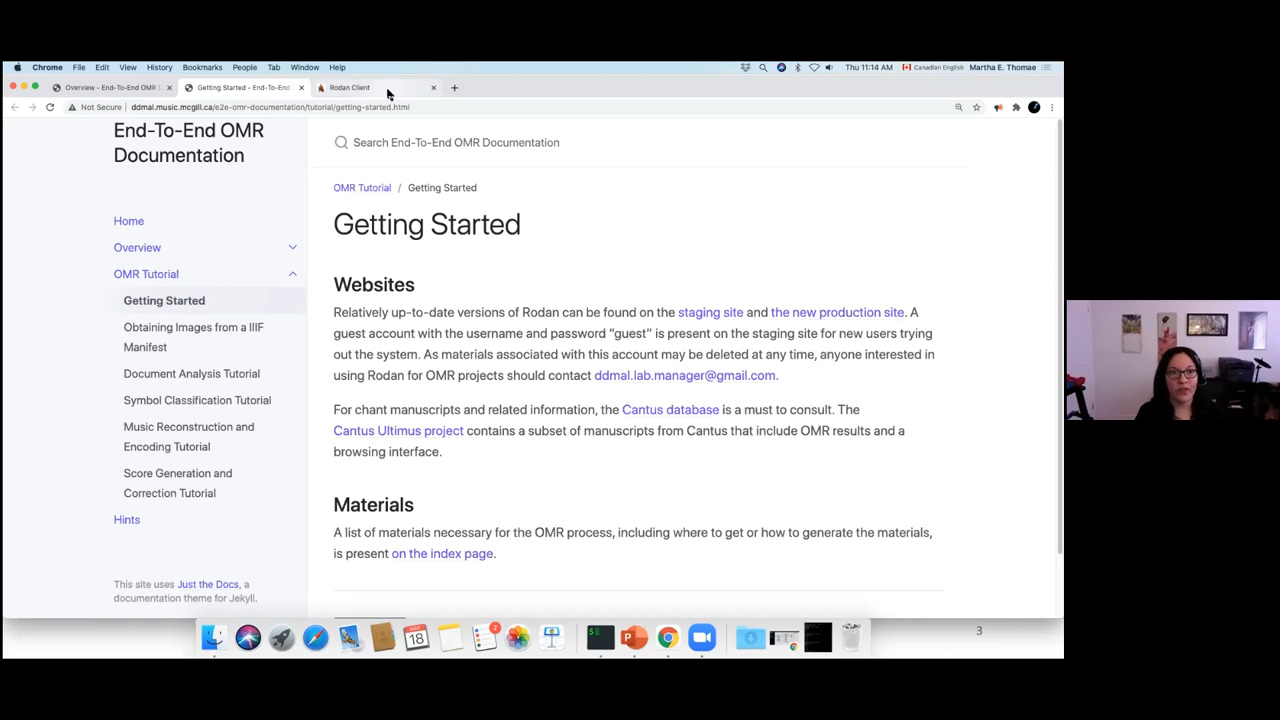 Chrome File Edit View History Bookmarks People Tab Window Help
Thu 11:14 AM Canadian English Martha E. Thomae
Overview - End-To-End OMR
Getting Started - End-To-End
Rodan Client
Not Secure ddmal.music.mcgill.ca/e2e-omr-documentation/tutorial/getting-started.html
End-To-End OMR
Documentation
Home
Overview
OMR Tutorial
Getting Started
Obtaining Images from a IIIF
Manifest
Document Analysis Tutorial
Symbol Classification Tutorial
Music Reconstruction and
Encoding Tutorial
Score Generation and
Correction Tutorial
Hints
This site uses Just the Docs, a
documentation theme for Jekyll.
Search End-To-End OMR Documentation
OMR Tutorial / Getting Started
Getting Started
Websites
Relatively up-to-date versions of Rodan can be found on the staging site and the new production site. A
guest account with the username and password “guest” is present on the staging site for new users trying
out the system. As materials associated with this account may be deleted at any time, anyone interested in
using Rodan for OMR projects should contact ddmal.lab.manager@gmail.com.
For chant manuscripts and related information, the Cantus database is a must to consult. The
Cantus Ultimus project contains a subset of manuscripts from Cantus that include OMR results and a
browsing interface.
Materials
A list of materials necessary for the OMR process, including where to get or how to generate the materials,
is present on the index page.
18
2
3